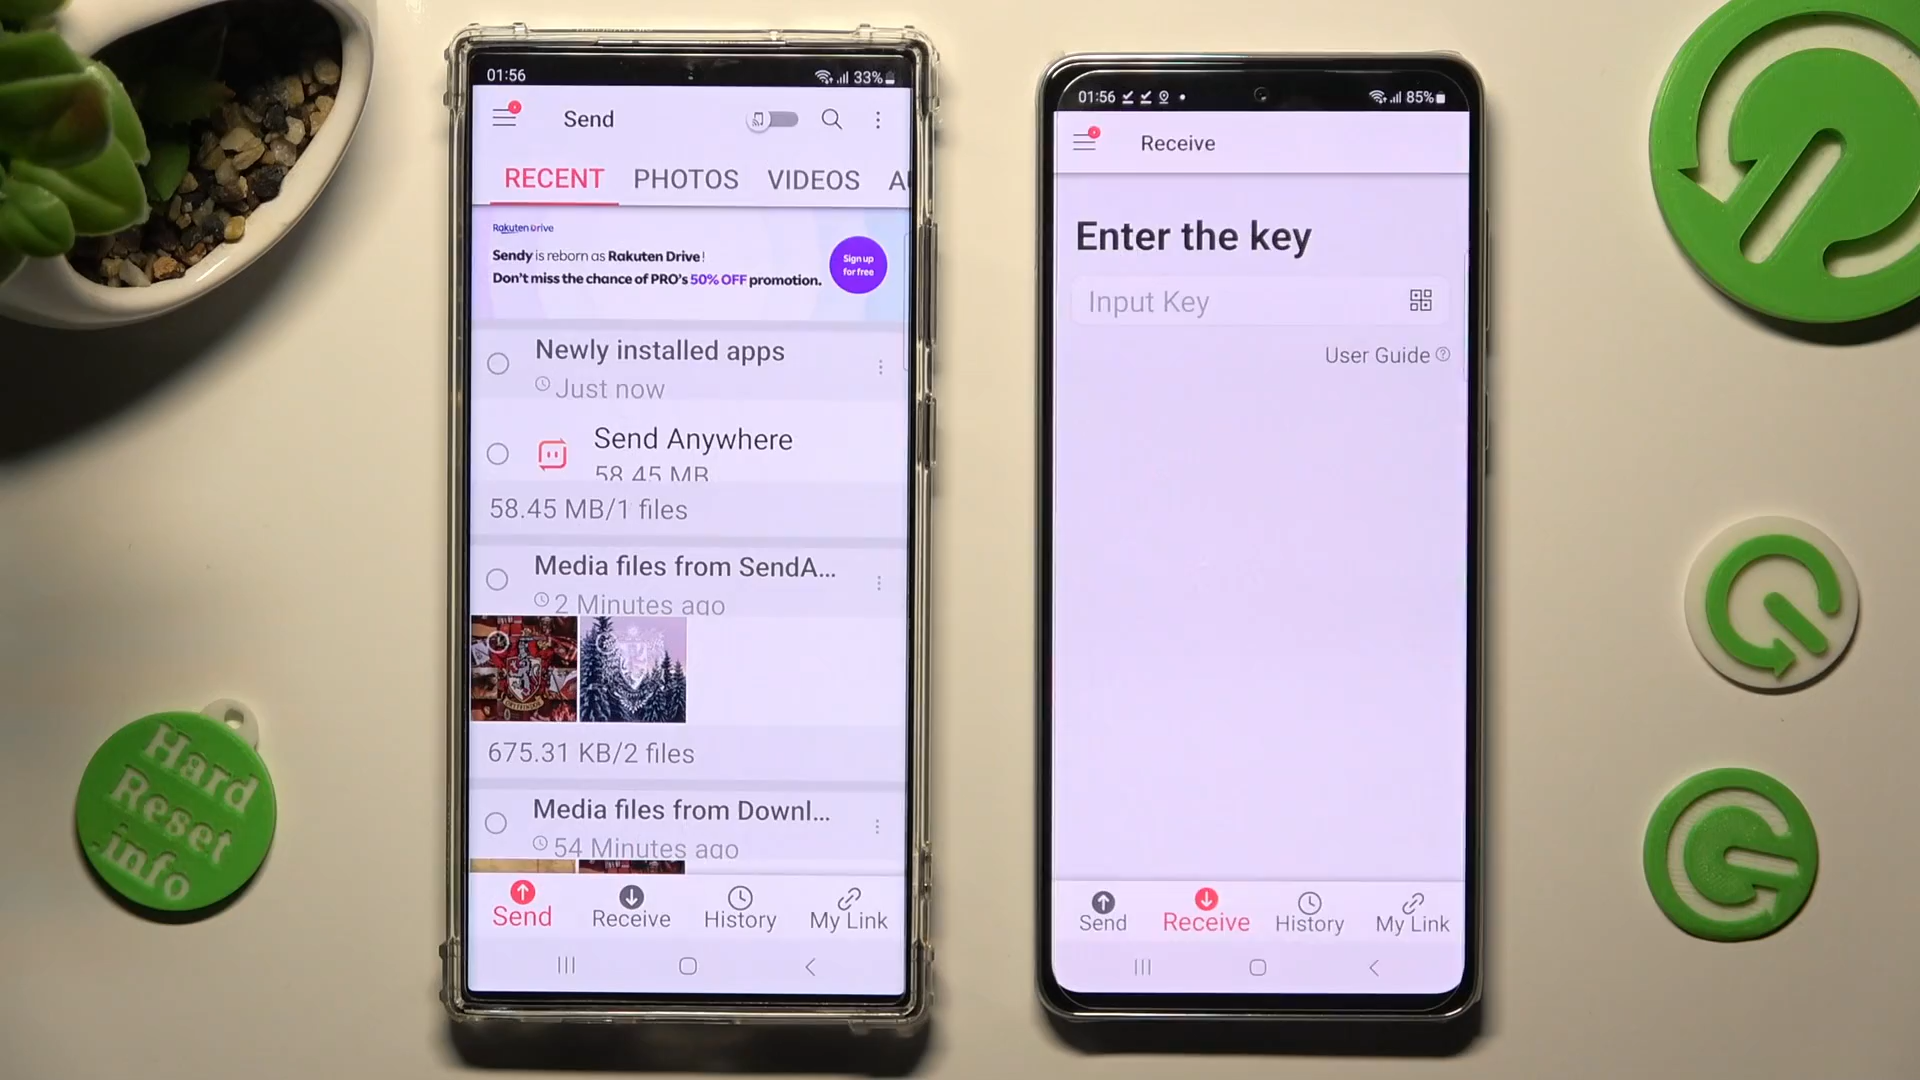 01:56
33%
Send
RECENT PHOTOS VIDEOS
Rakuten Drive
Sendy is reborn as Rakuten Drive!
Don't miss the chance of PRO's 50% OFF promotion.
Sign up
for free
Newly installed apps
Just now
Send Anywhere
58.45 MB
58.45 MB/1 files
Media files from SendA...
2 Minutes ago
675.31 KB/2 files
Media files from Downl...
54 Minutes ago
Send Receive History My Link
01:56
85%
Receive
Enter the key
Input Key
User Guide
Send Receive History My Link
Hard
Reset
.info